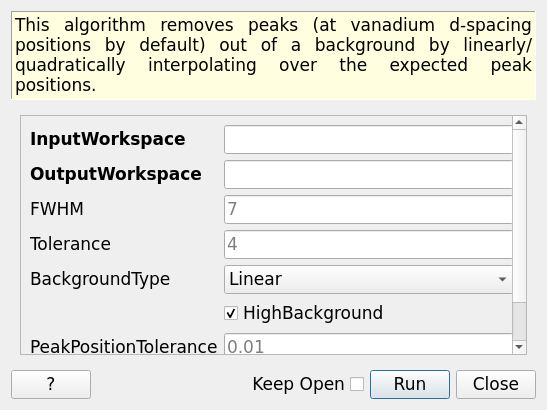 This algorithm removes peaks (at vanadium d-spacing
positions by default) out of a background by linearly/
quadratically interpolating over the expected peak
positions.
InputWorkspace
OutputWorkspace
FWHM 7
Tolerance 4
BackgroundType Linear
HighBackground
PeakPositionTolerance 0.01
? Keep Open Run Close